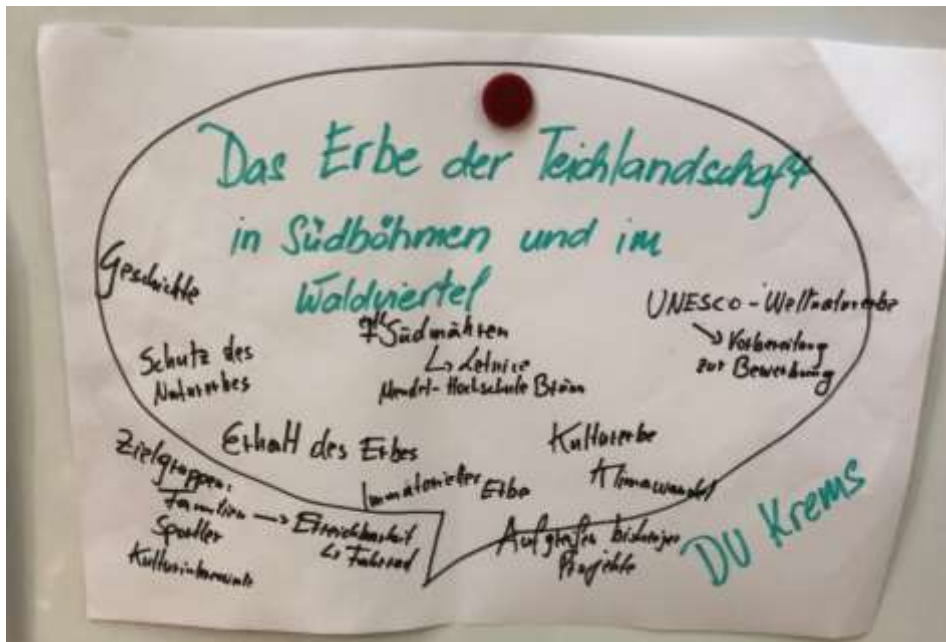 Das Erbe der Teichlandschaft
in Südböhmen und im
Waldviertel
Geschichte
Schutz des
Naturerbes
Südmähren
↳ Lednice
Mendel-Hochschule Brünn
UNESCO-Weltnaturerbe
→ Vorbereitung
zur Bewerbung
Erhalt des Erbes
Immaterieller Erbe
Kulturerbe
Klimawandel
Zielgruppen:
Familien → Erreichbarkeit
↳ Fahrrad
Sportler
Kulturinteressierte
Aufgreifen bisheriger
Projekte
DU Krems